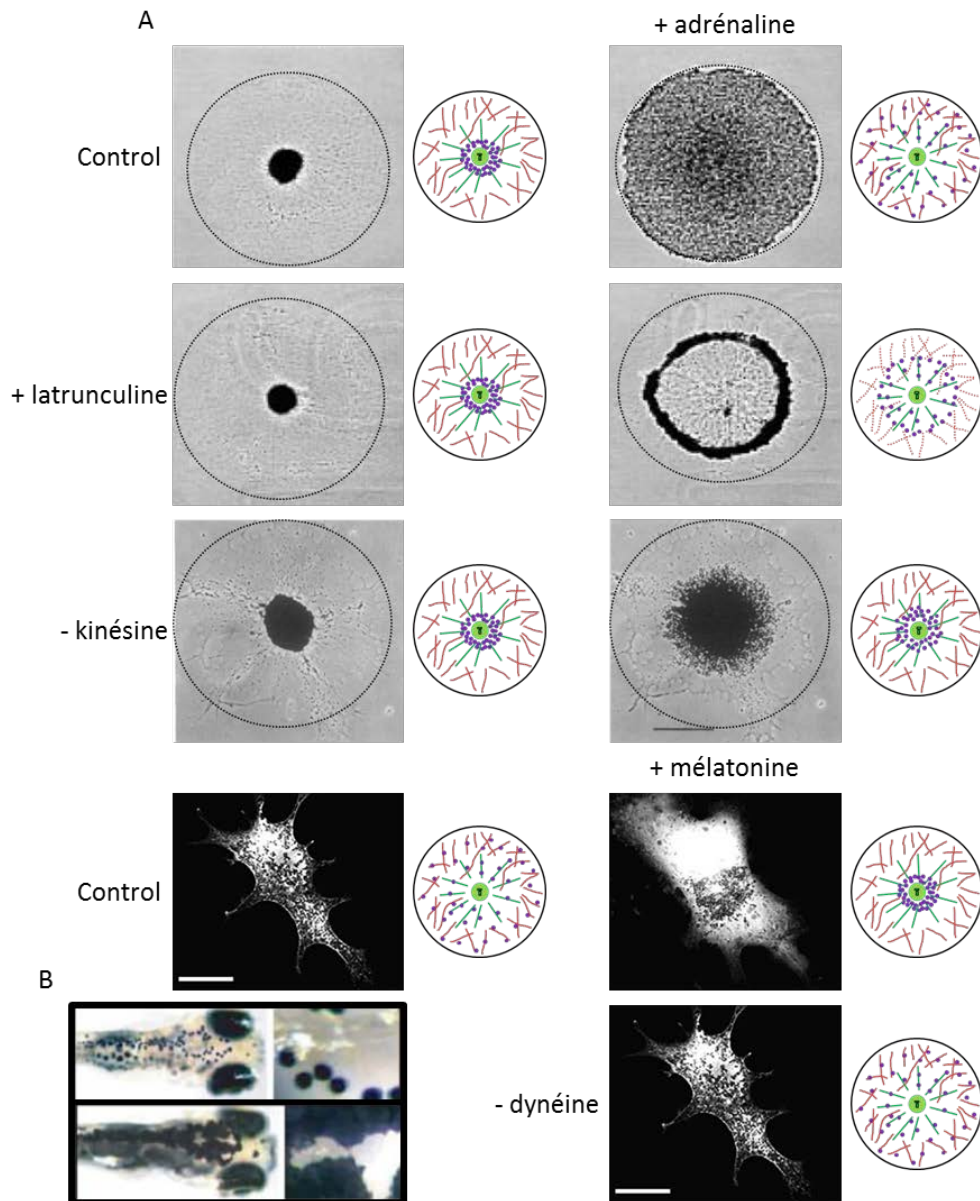 A
+ adrénaline
Control
+ latrunculine
- kinésine
+ mélatonine
Control
B
- dynéine